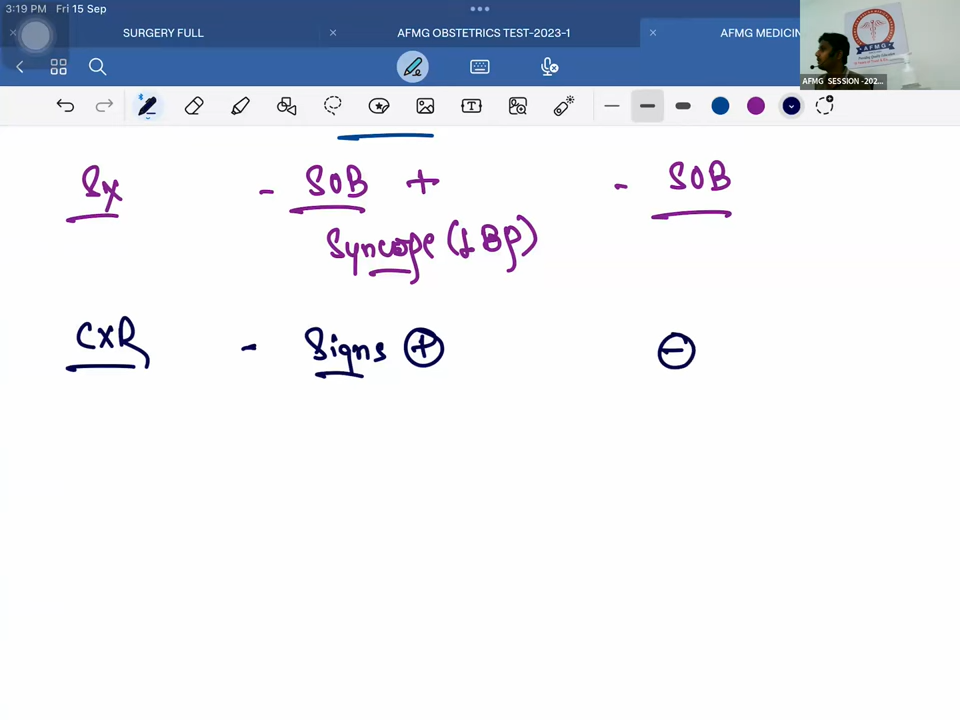 3:19 PM Fri 15 Sep
SURGERY FULL
AFMG OBSTETRICS TEST-2023-1
AFMG MEDICIN
AFMG
AFMG SESSION -202...
Sx - SOB + - SOB
Syncope (↓BP)
CXR - Signs ⊕ ⊖